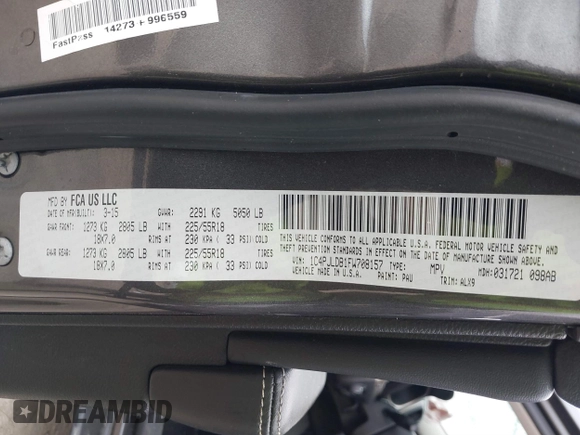 FastPass 14273 F 996559
MFD BY FCA US LLC
DATE OF MFR(BUILT): 3-15 GVWR: 2291 KG 5050 LB
GAWR FRONT: 1273 KG 2805 LB WITH 225/55R18 TIRES
18X7.0 RIMS AT 230 KPA ( 33 PSI) COLD
GAWR REAR: 1273 KG 2805 LB WITH 225/55R18 TIRES
18X7.0 RIMS AT 230 KPA ( 33 PSI) COLD
THIS VEHICLE CONFORMS TO ALL APPLICABLE U.S.A. FEDERAL MOTOR VEHICLE SAFETY AND
THEFT PREVENTION STANDARDS IN EFFECT ON THE DATE OF MANUFACTURE SHOWN ABOVE.
MADE IN U.S.A.
VIN: 1C4PJLDB1FW708157 TYPE: MPV MDH: 031721 098AB
PAINT: PAU TRIM: ALX9
DREAMBID